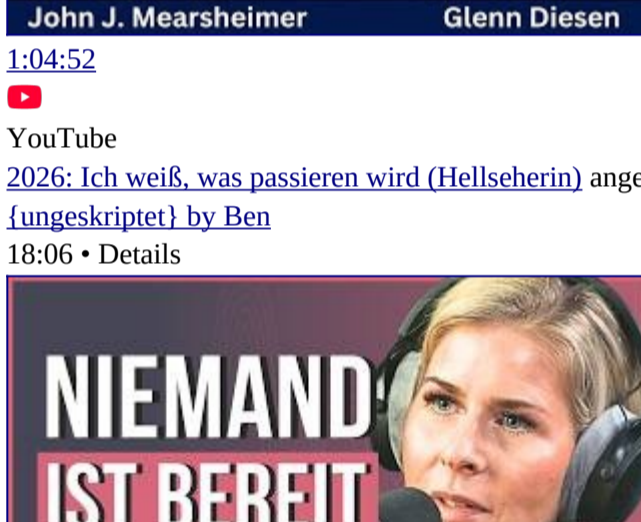 John J. Mearsheimer Glenn Diesen
1:04:52
YouTube
2026: Ich weiß, was passieren wird (Hellseherin) ange
{ungeskriptet} by Ben
18:06 • Details
NIEMAND
IST BEREIT